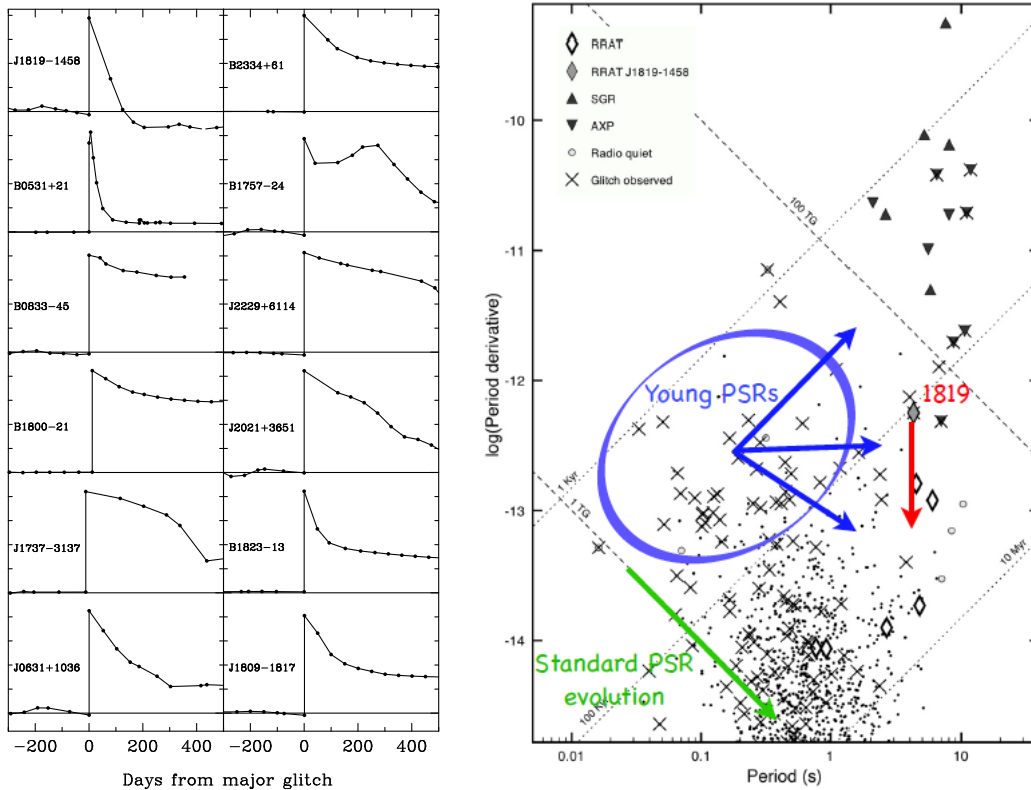 J1819−1458
B2334+61
B0531+21
B1757−24
B0833−45
J2229+6114
B1800−21
J2021+3651
J1737−3137
B1823−13
J0631+1036
J1809−1817
−200 0 200 400
−200 0 200 400
Days from major glitch
RRAT
RRAT J1819-1458
SGR
AXP
Radio quiet
Glitch observed
100 TG
Young PSRs
1819
1 Kyr
1 TG
10 Myr
Standard PSR
evolution
100 Kyr
-10
-11
-12
-13
-14
log(Period derivative)
0.01 0.1 1 10
Period (s)